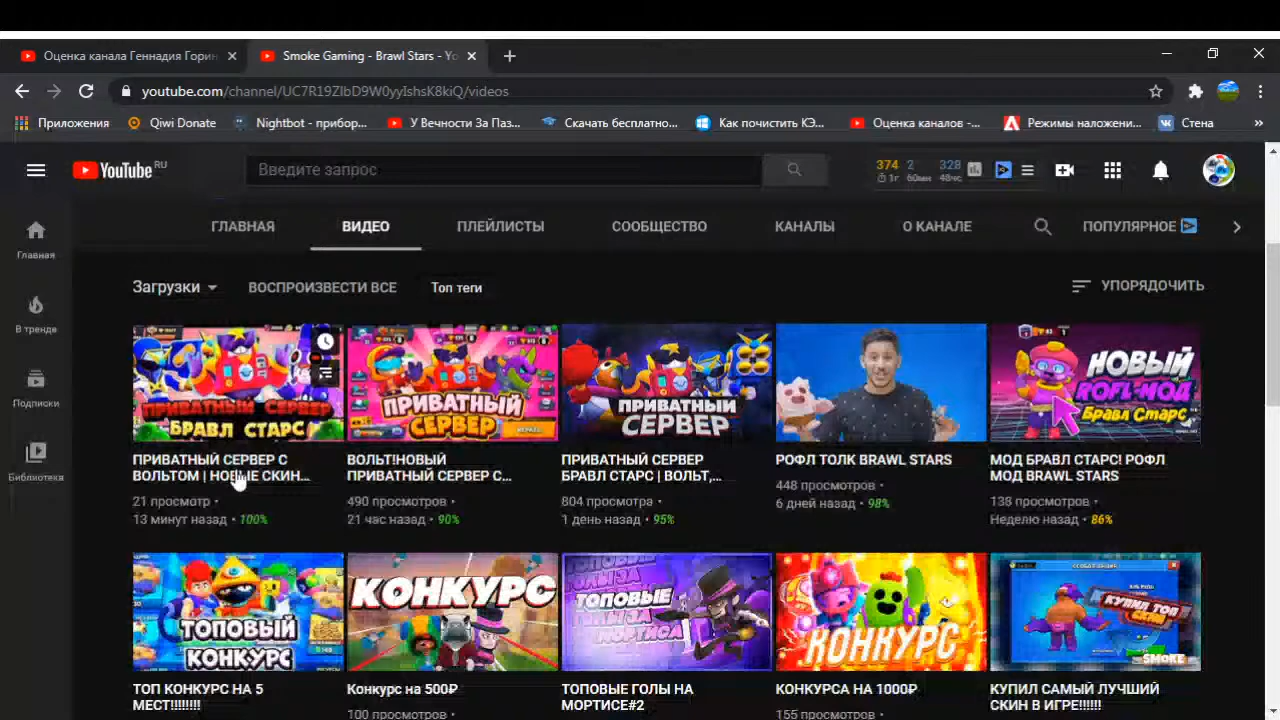 Оценка канала Геннадия Горин
Smoke Gaming - Brawl Stars - Yo
youtube.com/channel/UC7R19ZIbD9W0yyIshsK8kiQ/videos
Приложения
Qiwi Donate
Nightbot - прибор...
У Вечности За Паз...
Скачать бесплатно...
Как почистить КЭ...
Оценка каналов -...
Режимы наложени...
Стена
»
YouTube RU
Введите запрос
374 2 328
1г 60мин 48чс.
ГЛАВНАЯ
ВИДЕО
ПЛЕЙЛИСТЫ
СООБЩЕСТВО
КАНАЛЫ
О КАНАЛЕ
ПОПУЛЯРНОЕ
Главная
В тренде
Подписки
Библиотека
Загрузки
ВОСПРОИЗВЕСТИ ВСЕ
Топ теги
УПОРЯДОЧИТЬ
ПРИВАТНЫЙ СЕРВЕР
БРАВЛ СТАРС
ПРИВАТНЫЙ
СЕРВЕР
ПРИВАТНЫЙ
СЕРВЕР
НОВЫЙ
ROFL-МОД
Бравл Старс
ПРИВАТНЫЙ СЕРВЕР С
ВОЛЬТОМ | НОВЫЕ СКИН...
21 просмотр •
13 минут назад • 100%
ВОЛЬТ!НОВЫЙ
ПРИВАТНЫЙ СЕРВЕР С...
490 просмотров •
21 час назад • 90%
ПРИВАТНЫЙ СЕРВЕР
БРАВЛ СТАРС | ВОЛЬТ,...
804 просмотра •
1 день назад • 95%
РОФЛ ТОЛК BRAWL STARS
448 просмотров •
6 дней назад • 98%
МОД БРАВЛ СТАРС! РОФЛ
МОД BRAWL STARS
138 просмотров •
Неделю назад • 86%
ТОПОВЫЙ
КОНКУРС
КОНКУРС
ТОПОВЫЕ
ГОЛЫ ЗА
МОРТИСА
КОНКУРС
КУПИЛ ТОП
СКИН
SMOKE
ТОП КОНКУРС НА 5
МЕСТ!!!!!!!!
Конкурс на 500₽
100 просмотров •
ТОПОВЫЕ ГОЛЫ НА
МОРТИСЕ#2
КОНКУРСА НА 1000₽
155 просмотров •
КУПИЛ САМЫЙ ЛУЧШИЙ
СКИН В ИГРЕ!!!!!!